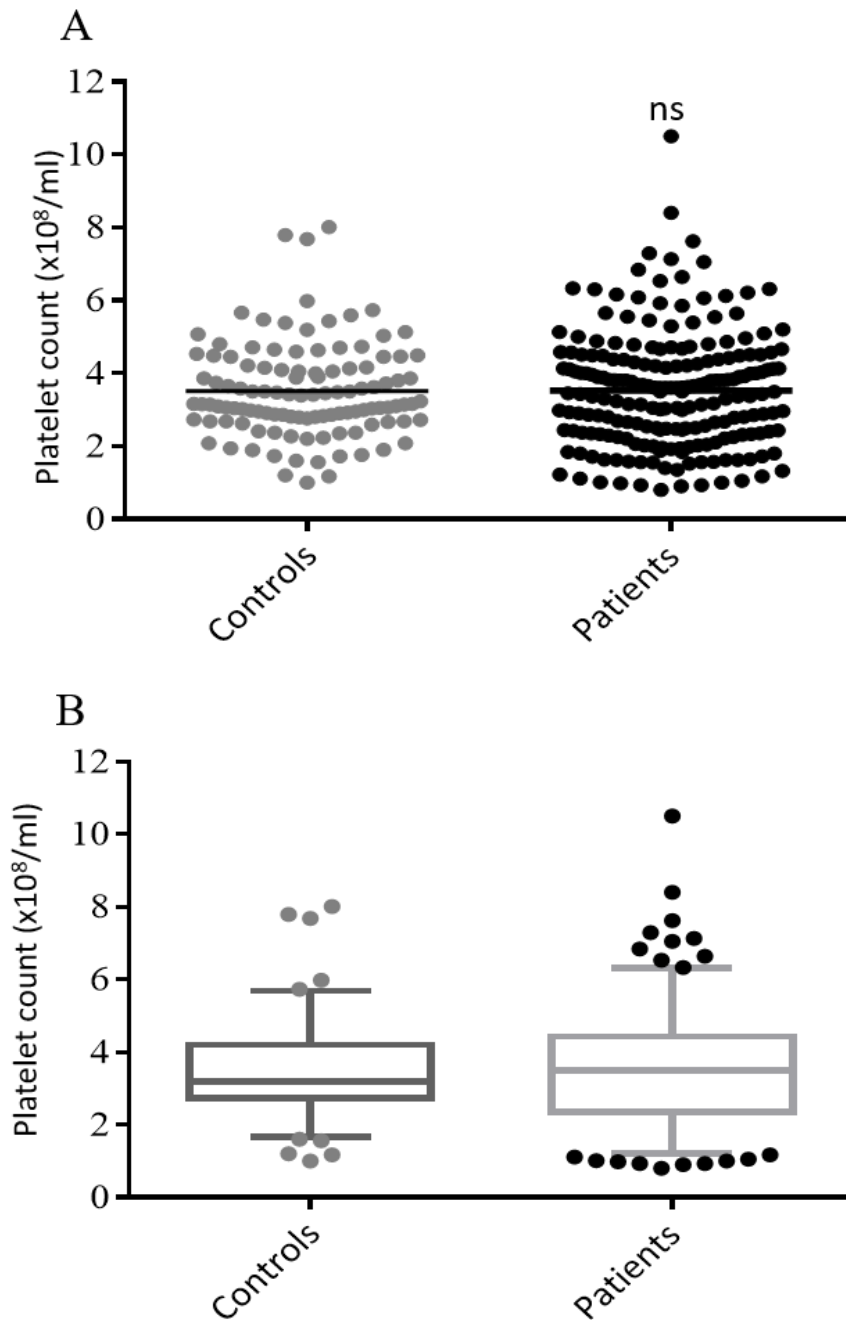 A
Platelet count (x10⁸/ml)
12
10
8
6
4
2
0
ns
Controls
Patients
B
Platelet count (x10⁸/ml)
12
10
8
6
4
2
0
Controls
Patients